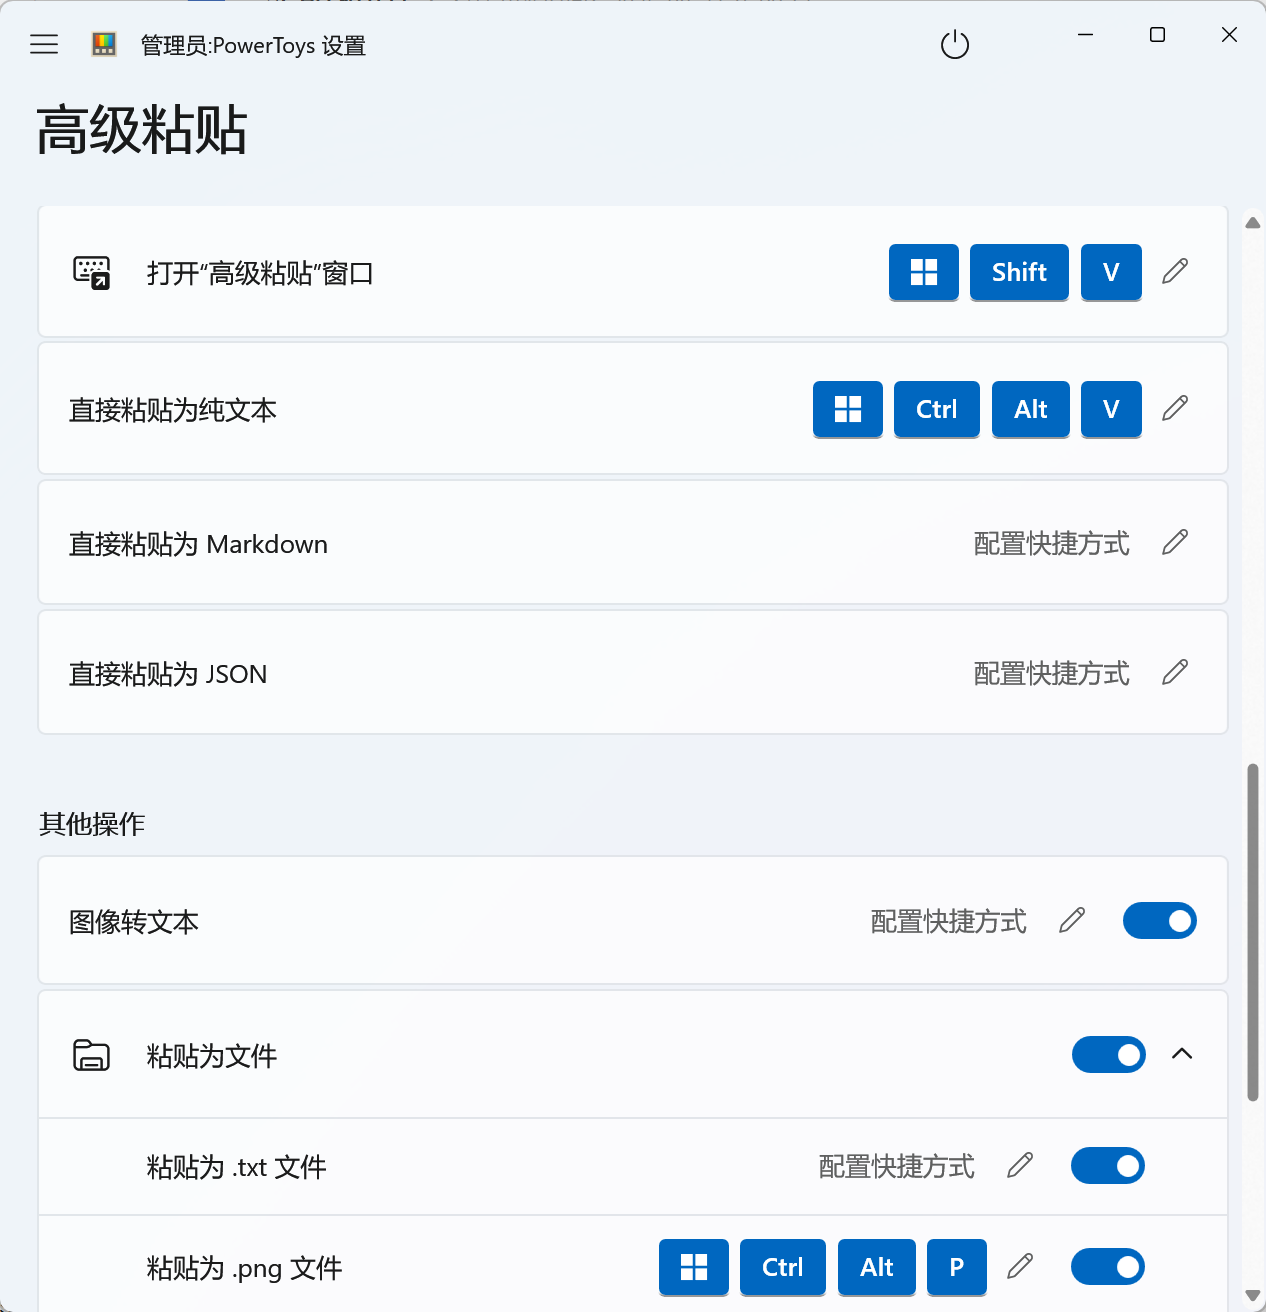 管理员:PowerToys 设置
高级粘贴
打开“高级粘贴”窗口
Shift V
直接粘贴为纯文本
Ctrl Alt V
直接粘贴为 Markdown
配置快捷方式
直接粘贴为 JSON
配置快捷方式
其他操作
图像转文本
配置快捷方式
粘贴为文件
粘贴为 .txt 文件
配置快捷方式
粘贴为 .png 文件
Ctrl Alt P